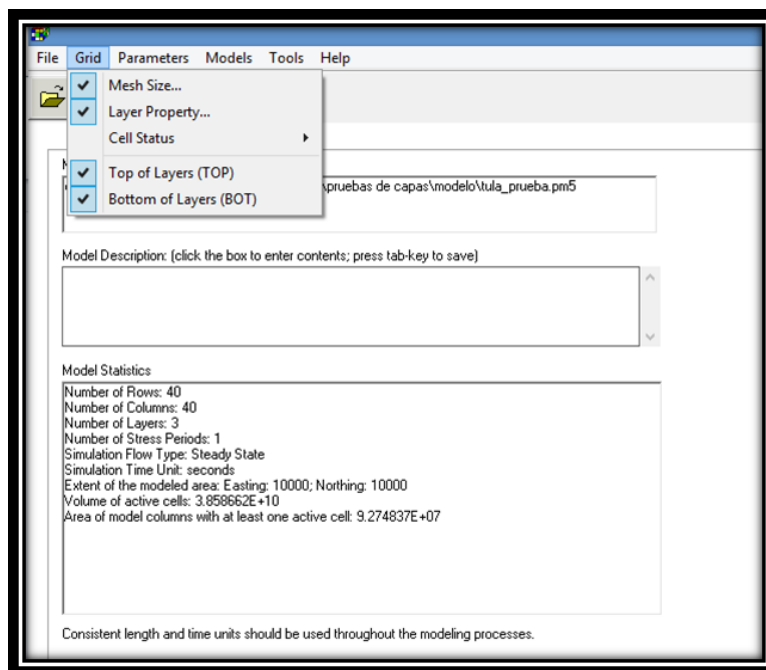 File Grid Parameters Models Tools Help
Mesh Size...
Layer Property...
Cell Status
Top of Layers (TOP)
Bottom of Layers (BOT)
\pruebas de capas\modelo\tula_prueba.pm5
Model Description: (click the box to enter contents; press tab-key to save)
Model Statistics
Number of Rows: 40
Number of Columns: 40
Number of Layers: 3
Number of Stress Periods: 1
Simulation Flow Type: Steady State
Simulation Time Unit: seconds
Extent of the modeled area: Easting: 10000; Northing: 10000
Volume of active cells: 3.858662E+10
Area of model columns with at least one active cell: 9.274837E+07
Consistent length and time units should be used throughout the modeling processes.